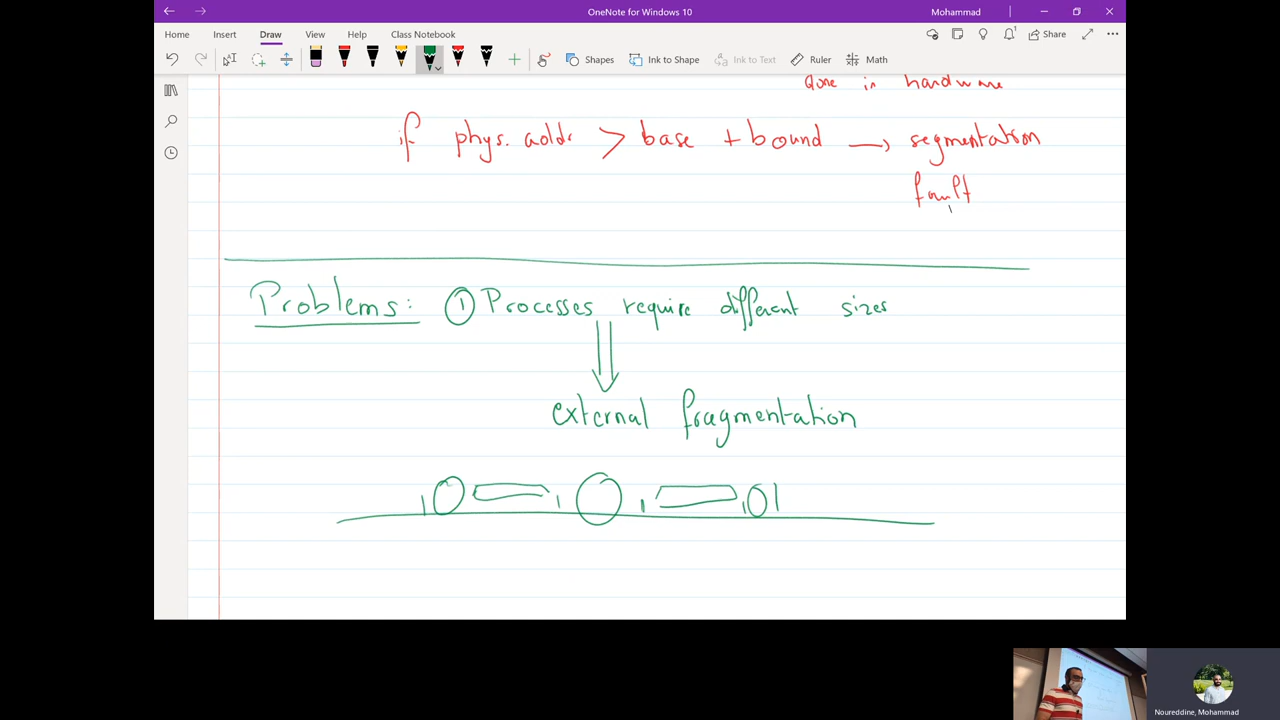 OneNote for Windows 10
Mohammad
Home Insert Draw View Help Class Notebook
Share
Shapes Ink to Shape Ink to Text Ruler Math
done in hardware
if phys. addr > base + bound → segmentation
fault
Problems: ① Processes require different sizes
external fragmentation
Noureddine, Mohammad